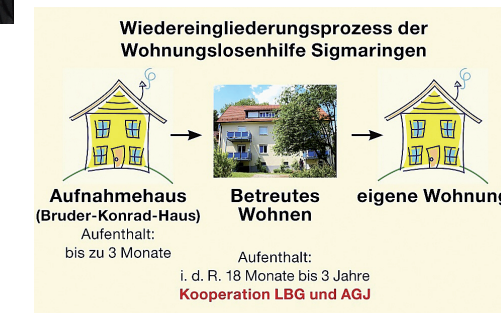 Wiedereingliederungsprozess der
Wohnungslosenhilfe Sigmaringen
Aufnahmehaus
(Bruder-Konrad-Haus)
Aufenthalt:
bis zu 3 Monate
Betreutes
Wohnen
Aufenthalt:
i. d. R. 18 Monate bis 3 Jahre
Kooperation LBG und AGJ
eigene Wohnung